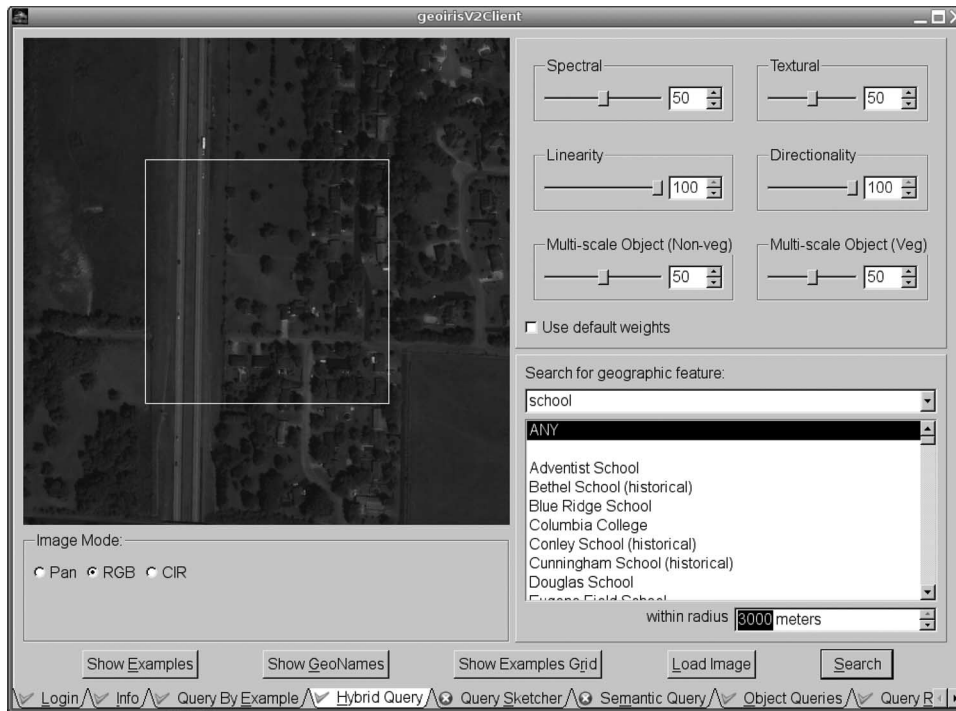 geoirisV2Client
Spectral
50
Textural
50
Linearity
100
Directionality
100
Multi-scale Object (Non-veg)
50
Multi-scale Object (Veg)
50
Use default weights
Search for geographic feature:
school
ANY
Adventist School
Bethel School (historical)
Blue Ridge School
Columbia College
Conley School (historical)
Cunningham School (historical)
Douglas School
Eugene Field School
within radius 3000 meters
Image Mode:
Pan RGB CIR
Show Examples Show GeoNames Show Examples Grid Load Image Search
Login Info Query By Example Hybrid Query Query Sketcher Semantic Query Object Queries Query R